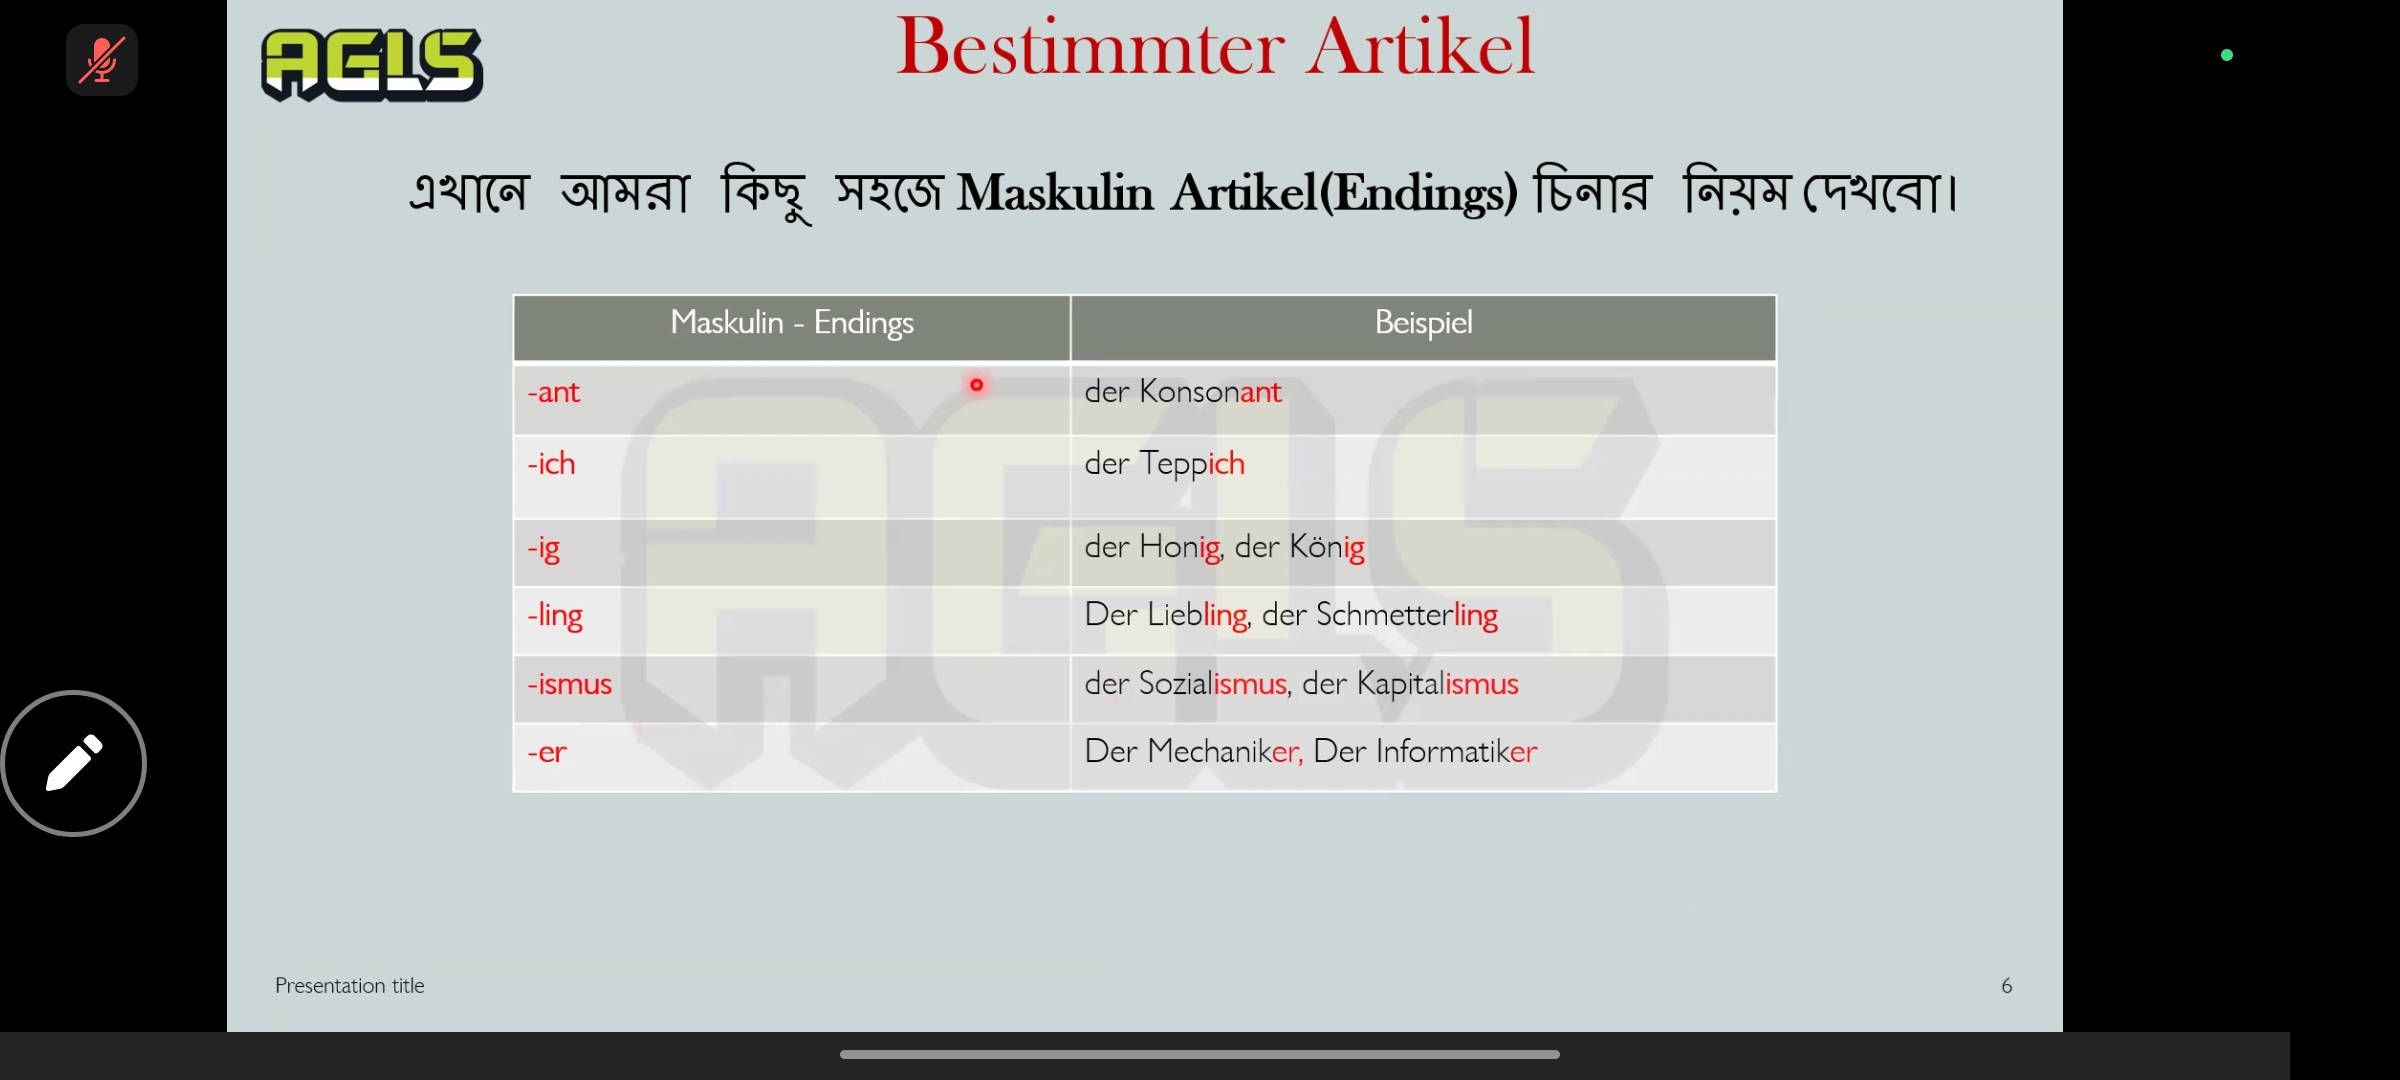 AGLS
Bestimmter Artikel
এখানে আমরা কিছু সহজে Maskulin Artikel(Endings) চিনার নিয়ম দেখবো।
Maskulin - Endings Beispiel
-ant der Konsonant
-ich der Teppich
-ig der Honig, der König
-ling Der Liebling, der Schmetterling
-ismus der Sozialismus, der Kapitalismus
-er Der Mechaniker, Der Informatiker
Presentation title 6